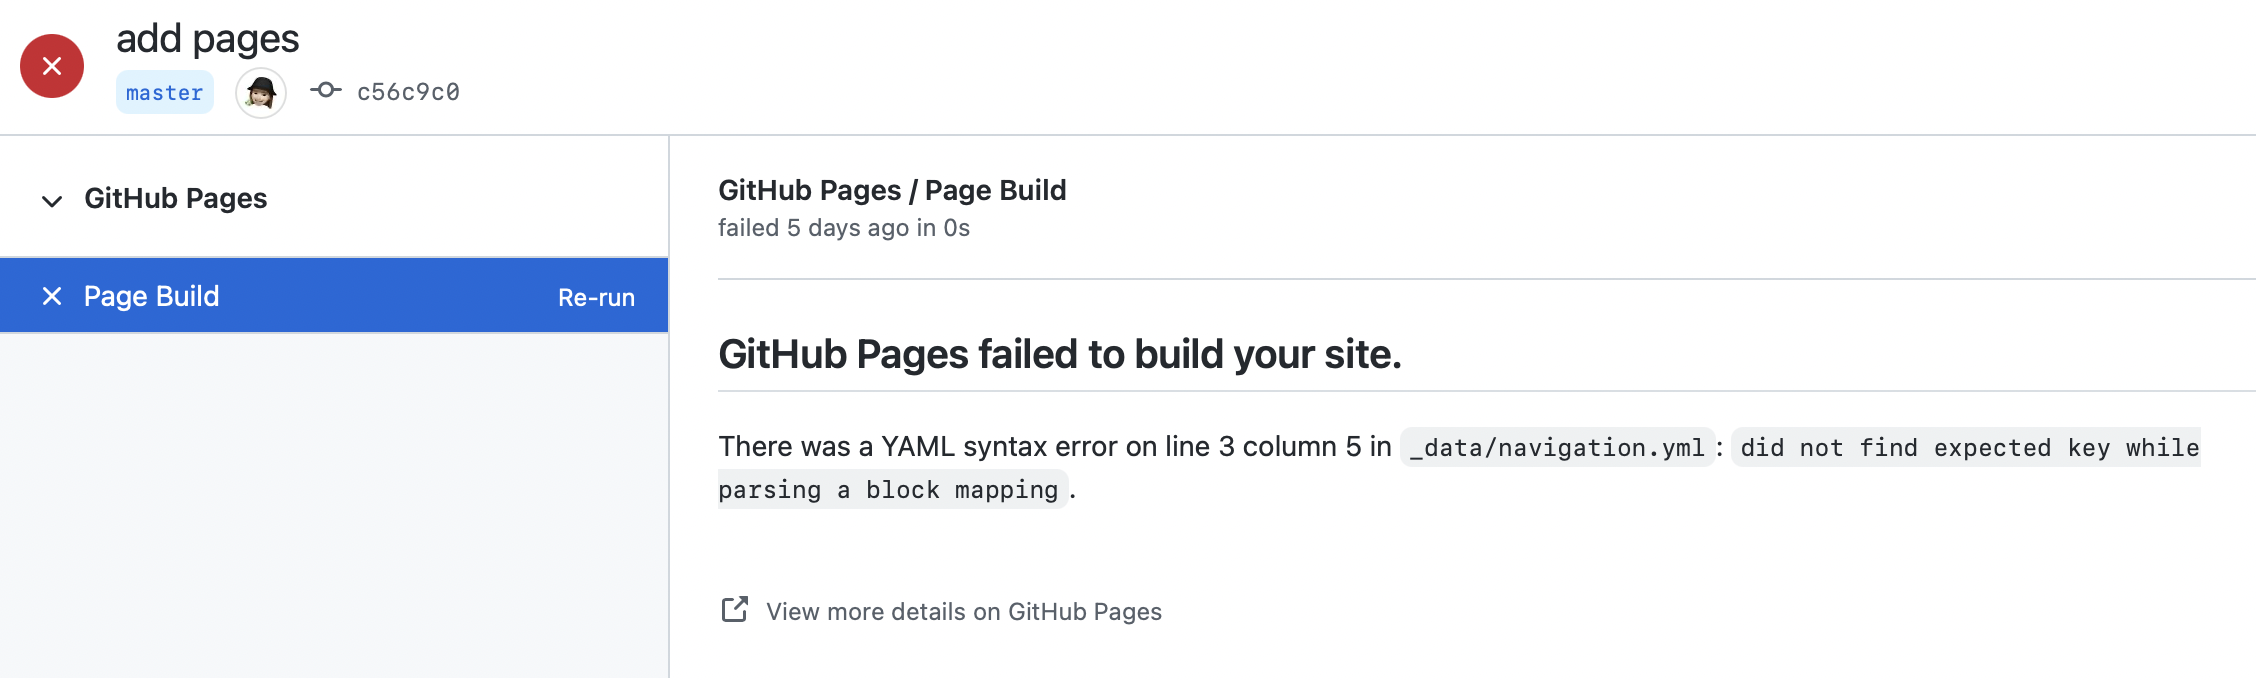 add pages
master c56c9c0
GitHub Pages
Page Build Re-run
GitHub Pages / Page Build
failed 5 days ago in 0s
GitHub Pages failed to build your site.
There was a YAML syntax error on line 3 column 5 in _data/navigation.yml: did not find expected key while
parsing a block mapping.
View more details on GitHub Pages